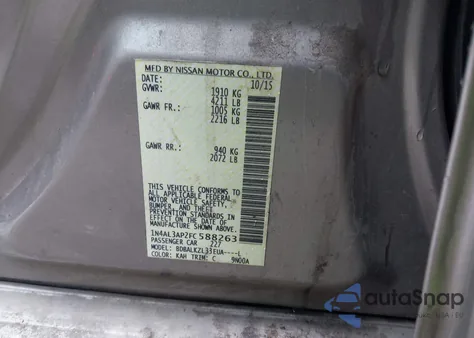 MFD BY NISSAN MOTOR CO., LTD.
DATE: 10/15
GVWR: 1910 KG
4211 LB
GAWR FR: 1005 KG
2216 LB
GAWR RR: 940 KG
2072 LB
THIS VEHICLE CONFORMS TO
ALL APPLICABLE FEDERAL
MOTOR VEHICLE SAFETY,
BUMPER, AND THEFT
PREVENTION STANDARDS IN
EFFECT ON THE DATE OF
MANUFACTURE SHOWN ABOVE.
1N4AL3AP2FC588263
PASSENGER CAR 227
MODEL: BDBALKZL33EUA----L
COLOR: KAH TRIM: C 9N00A
autoSnap